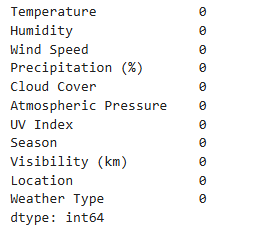 Temperature 0
Humidity 0
Wind Speed 0
Precipitation (%) 0
Cloud Cover 0
Atmospheric Pressure 0
UV Index 0
Season 0
Visibility (km) 0
Location 0
Weather Type 0
dtype: int64